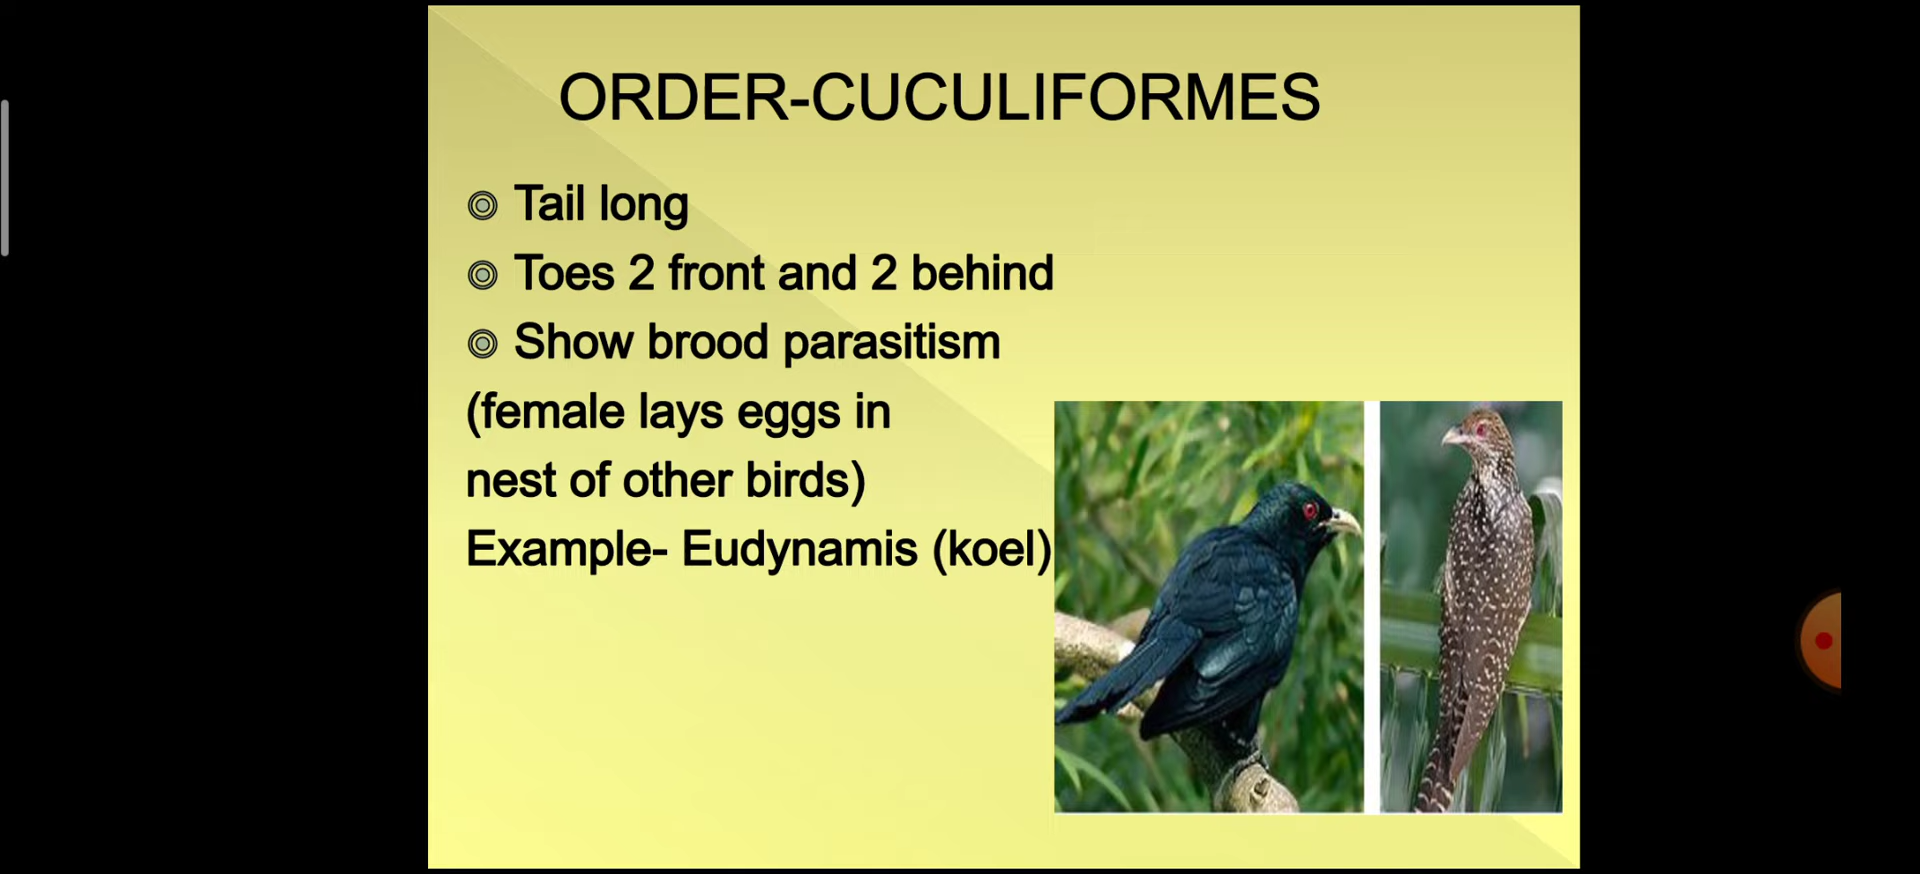 ORDER-CUCULIFORMES
Tail long
Toes 2 front and 2 behind
Show brood parasitism
(female lays eggs in
nest of other birds)
Example- Eudynamis (koel)